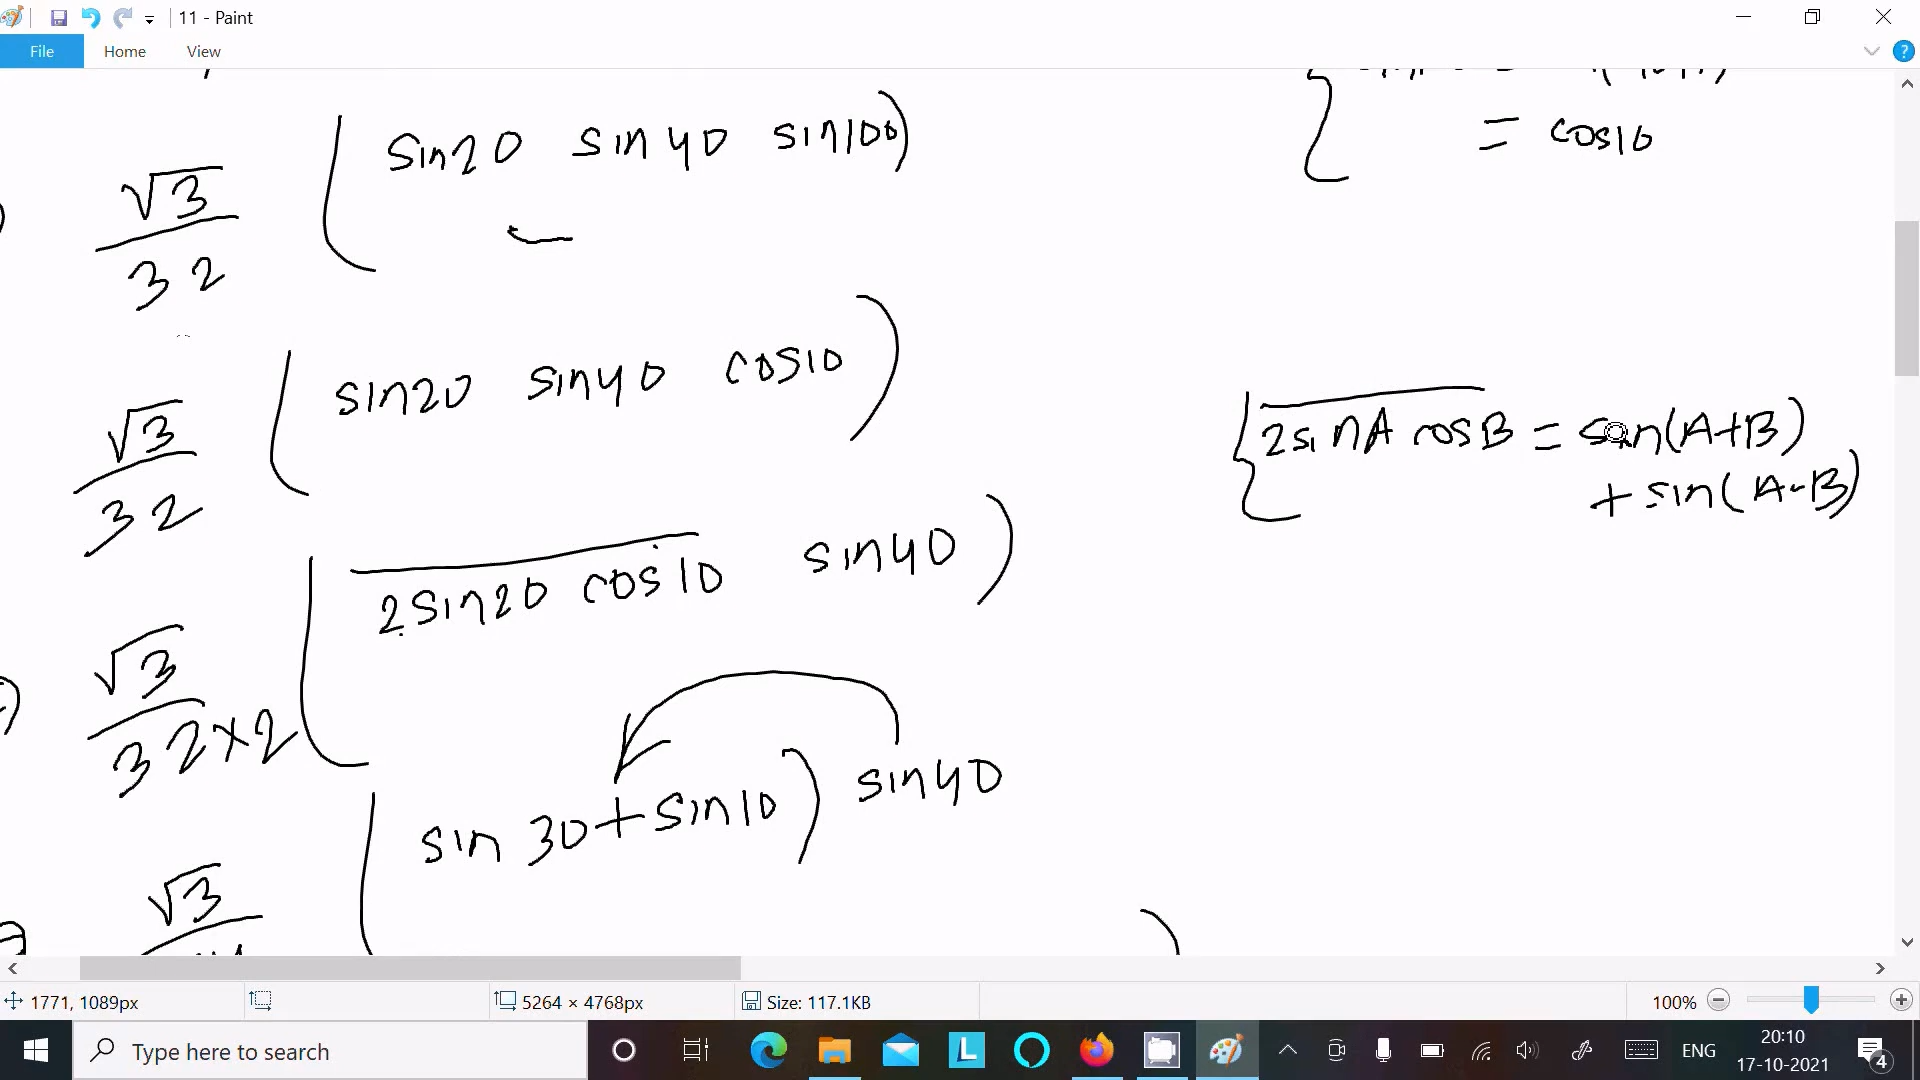 11 - Paint
File Home View
√3/32 (sin20 sin40 sin100)
= cos10
√3/32 (sin20 sin40 cos10)
2sinA cosB = sin(A+B)
+ sin(A-B)
√3/32×2 (2sin20 cos10 sin40)
(sin 30+sin10) sin40
√3
1771, 1089px 5264 × 4768px Size: 117.1KB 100%
Type here to search ENG 20:10
17-10-2021 4